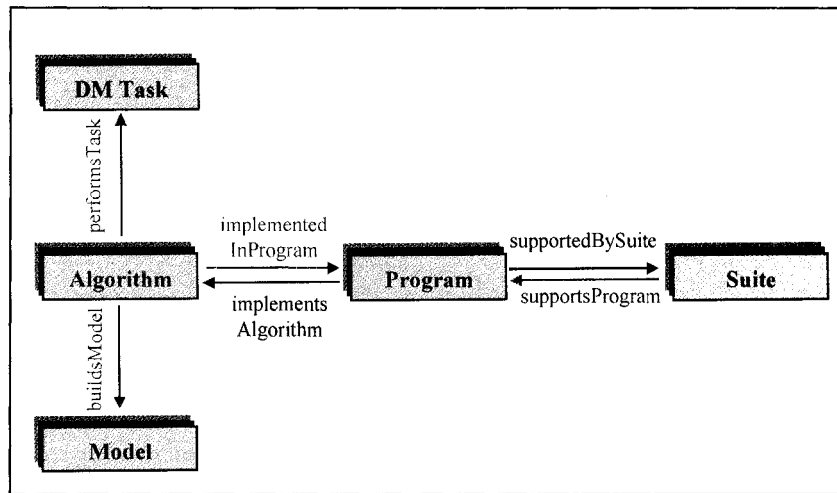 DM Task
performsTask
implemented
InProgram
supportedBySuite
Algorithm
Program
Suite
implements
Algorithm
supportsProgram
buildsModel
Model